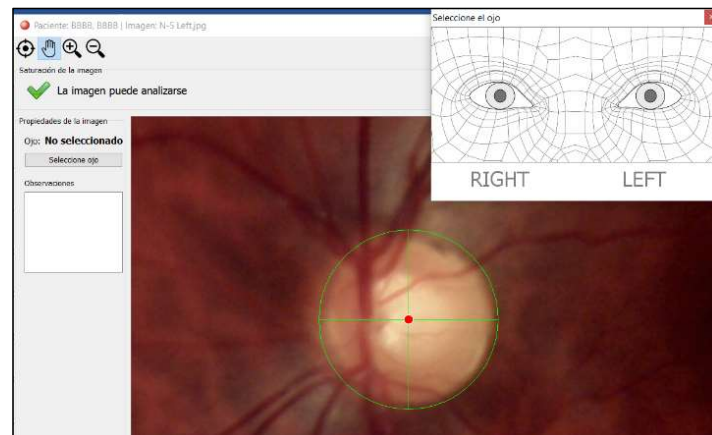 Paciente: BBBB, BBBB | Imagen: N-5 Left.jpg
Seleccione el ojo
Saturación de la imagen
La imagen puede analizarse
Propiedades de la imagen
Ojo: No seleccionado
Seleccione ojo
Observaciones
RIGHT LEFT